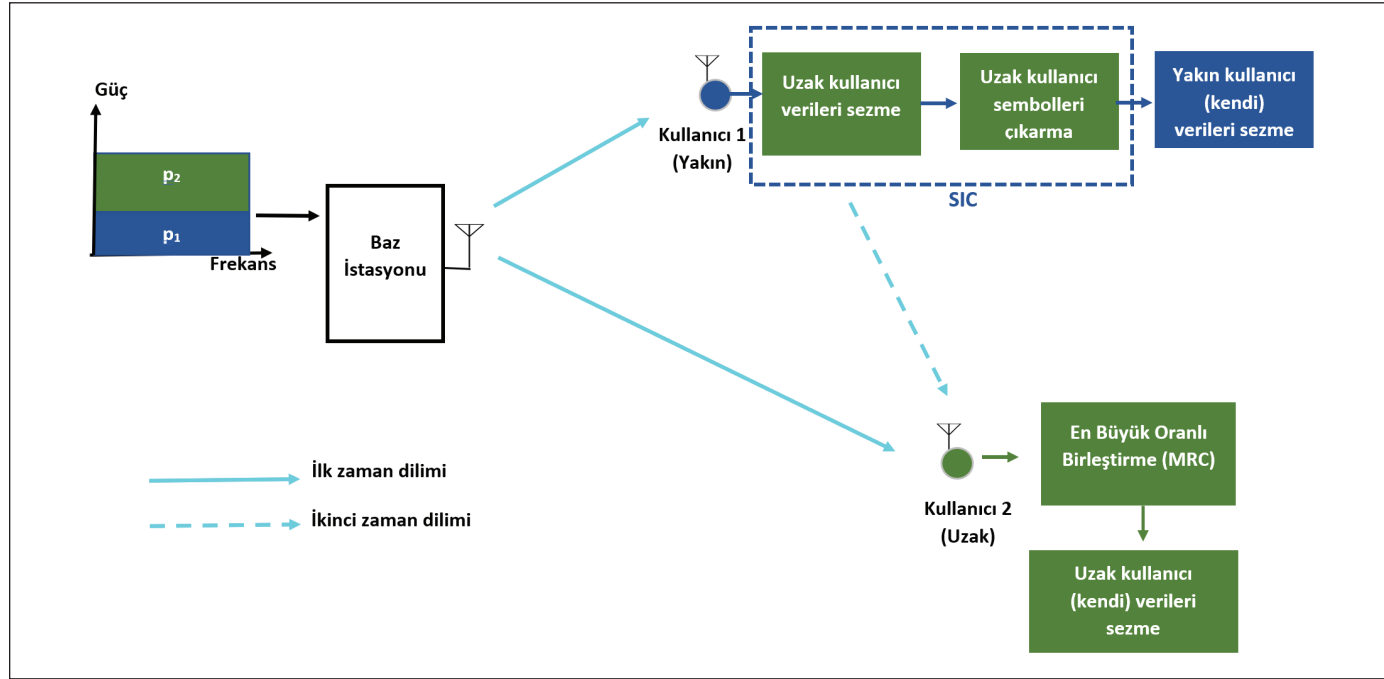 Güç
p₂
p₁
Frekans
Baz
İstasyonu
Kullanıcı 1
(Yakın)
Uzak kullanıcı
verileri sezme
Uzak kullanıcı
sembolleri
çıkarma
SIC
Yakın kullanıcı
(kendi)
verileri sezme
İlk zaman dilimi
İkinci zaman dilimi
Kullanıcı 2
(Uzak)
En Büyük Oranlı
Birleştirme (MRC)
Uzak kullanıcı
(kendi) verileri
sezme